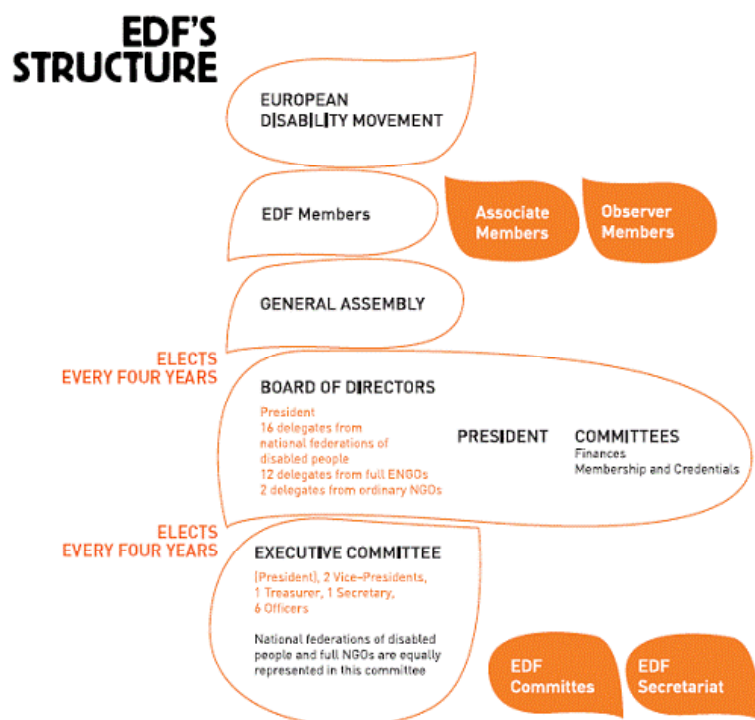 EDF'S
STRUCTURE
EUROPEAN
DISABILITY MOVEMENT
EDF Members
Associate
Members
Observer
Members
GENERAL ASSEMBLY
ELECTS
EVERY FOUR YEARS
BOARD OF DIRECTORS
President
16 delegates from
national federations of
disabled people
12 delegates from full ENGOs
2 delegates from ordinary NGOs
PRESIDENT
COMMITTEES
Finances
Membership and Credentials
ELECTS
EVERY FOUR YEARS
EXECUTIVE COMMITTEE
(President), 2 Vice-Presidents,
1 Treasurer, 1 Secretary,
6 Officers
National federations of disabled
people and full NGOs are equally
represented in this committee
EDF
Committes
EDF
Secretariat